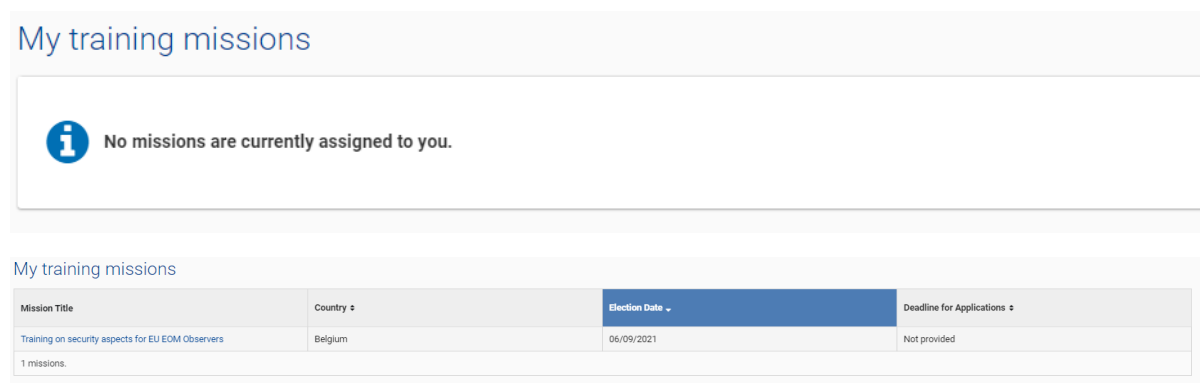 My training missions
No missions are currently assigned to you.
My training missions
Mission Title Country Election Date Deadline for Applications
Training on security aspects for EU EOM Observers Belgium 06/09/2021 Not provided
1 missions.